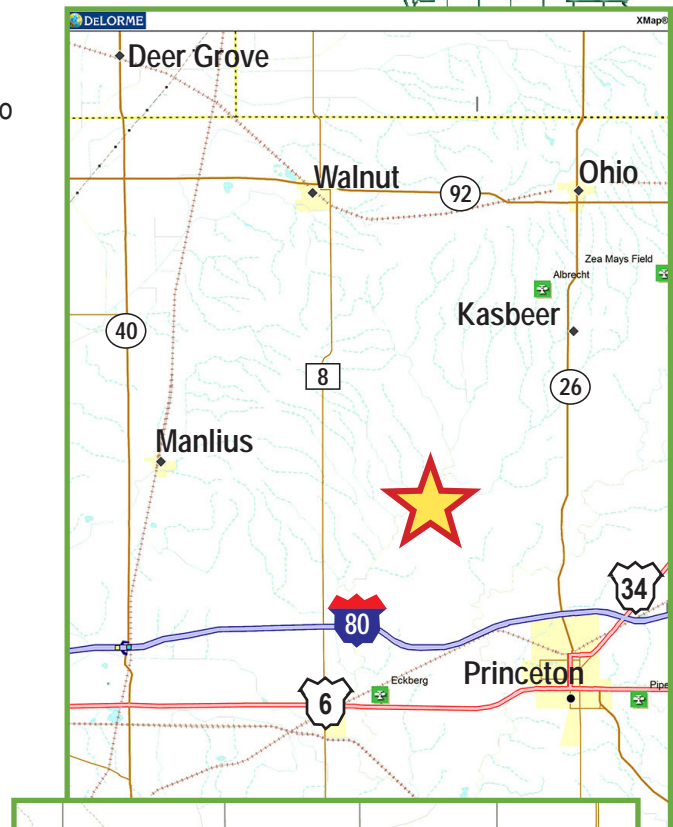 DELORME
XMap®
Deer Grove
o
Walnut
92
Ohio
Zea Mays Field
Albrecht
Kasbeer
40
8
26
Manlius
34
80
Eckberg
Princeton
6
Pipe